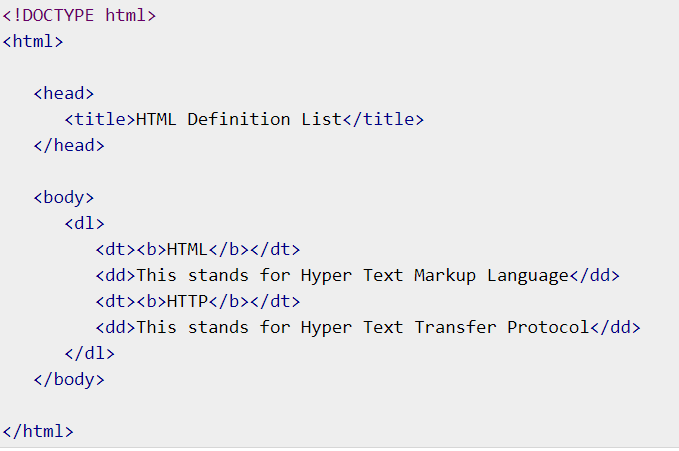 <!DOCTYPE html>
<html>
<head>
<title>HTML Definition List</title>
</head>
<body>
<dl>
<dt><b>HTML</b></dt>
<dd>This stands for Hyper Text Markup Language</dd>
<dt><b>HTTP</b></dt>
<dd>This stands for Hyper Text Transfer Protocol</dd>
</dl>
</body>
</html>